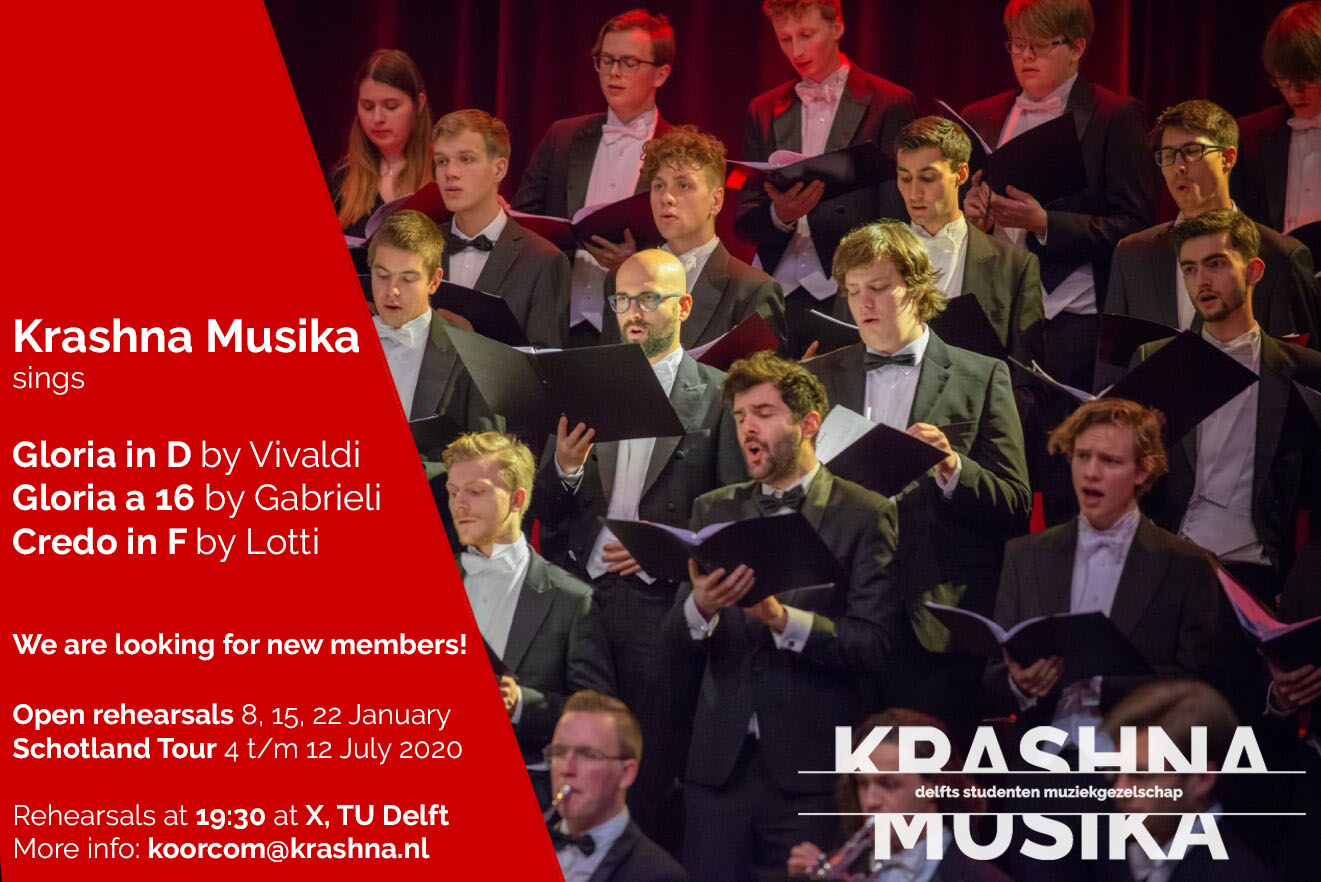 Krashna Musika
sings
Gloria in D by Vivaldi
Gloria a 16 by Gabrieli
Credo in F by Lotti
We are looking for new members!
Open rehearsals 8, 15, 22 January
Schotland Tour 4 t/m 12 July 2020
Rehearsals at 19:30 at X, TU Delft
More info: koorcom@krashna.nl
KRASHNA
delfts studenten muziekgezelschap
MUSIKA